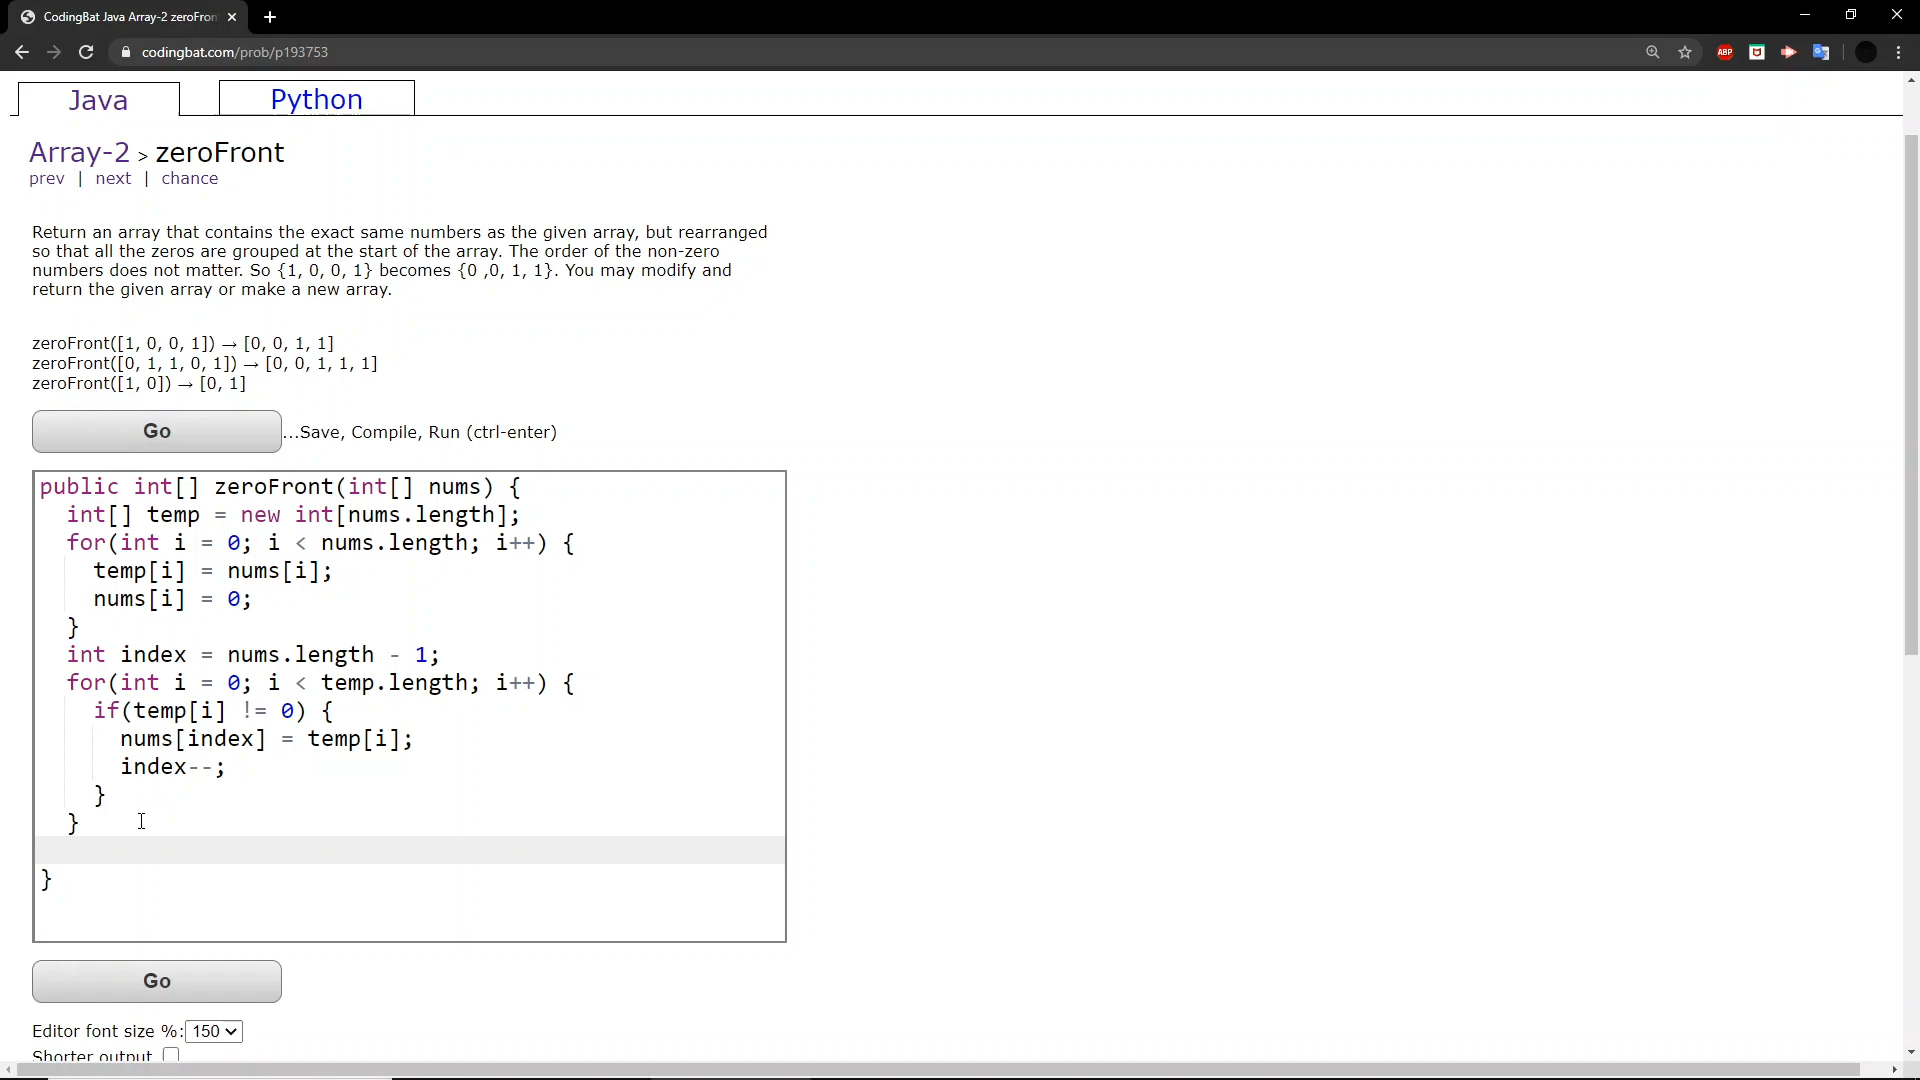 CodingBat Java Array-2 zeroFron
codingbat.com/prob/p193753
ABP
Java
Python
Array-2 > zeroFront
prev | next | chance
Return an array that contains the exact same numbers as the given array, but rearranged
so that all the zeros are grouped at the start of the array. The order of the non-zero
numbers does not matter. So {1, 0, 0, 1} becomes {0 ,0, 1, 1}. You may modify and
return the given array or make a new array.
zeroFront([1, 0, 0, 1]) → [0, 0, 1, 1]
zeroFront([0, 1, 1, 0, 1]) → [0, 0, 1, 1, 1]
zeroFront([1, 0]) → [0, 1]
Go
...Save, Compile, Run (ctrl-enter)
public int[] zeroFront(int[] nums) {
  int[] temp = new int[nums.length];
  for(int i = 0; i < nums.length; i++) {
    temp[i] = nums[i];
    nums[i] = 0;
  }
  int index = nums.length - 1;
  for(int i = 0; i < temp.length; i++) {
    if(temp[i] != 0) {
      nums[index] = temp[i];
      index--;
    }
  }
}
Go
Editor font size %: 150
Shorter output